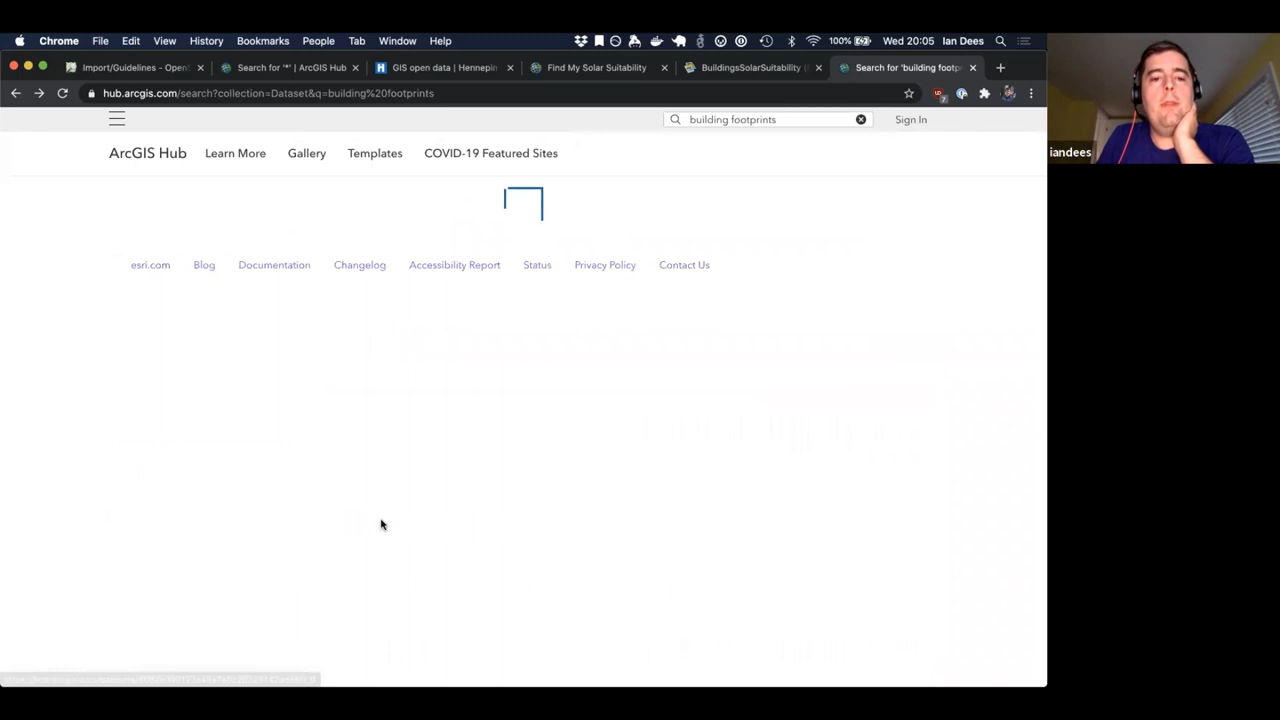 Chrome File Edit View History Bookmarks People Tab Window Help 100% Wed 20:05 Ian Dees
Import/Guidelines - Open Search for '*' | ArcGIS Hub GIS open data | Hennepin Find My Solar Suitability BuildingsSolarSuitability ( Search for 'building footpr
hub.arcgis.com/search?collection=Dataset&q=building%20footprints
7
building footprints Sign In
ArcGIS Hub Learn More Gallery Templates COVID-19 Featured Sites
iandees
esri.com Blog Documentation Changelog Accessibility Report Status Privacy Policy Contact Us